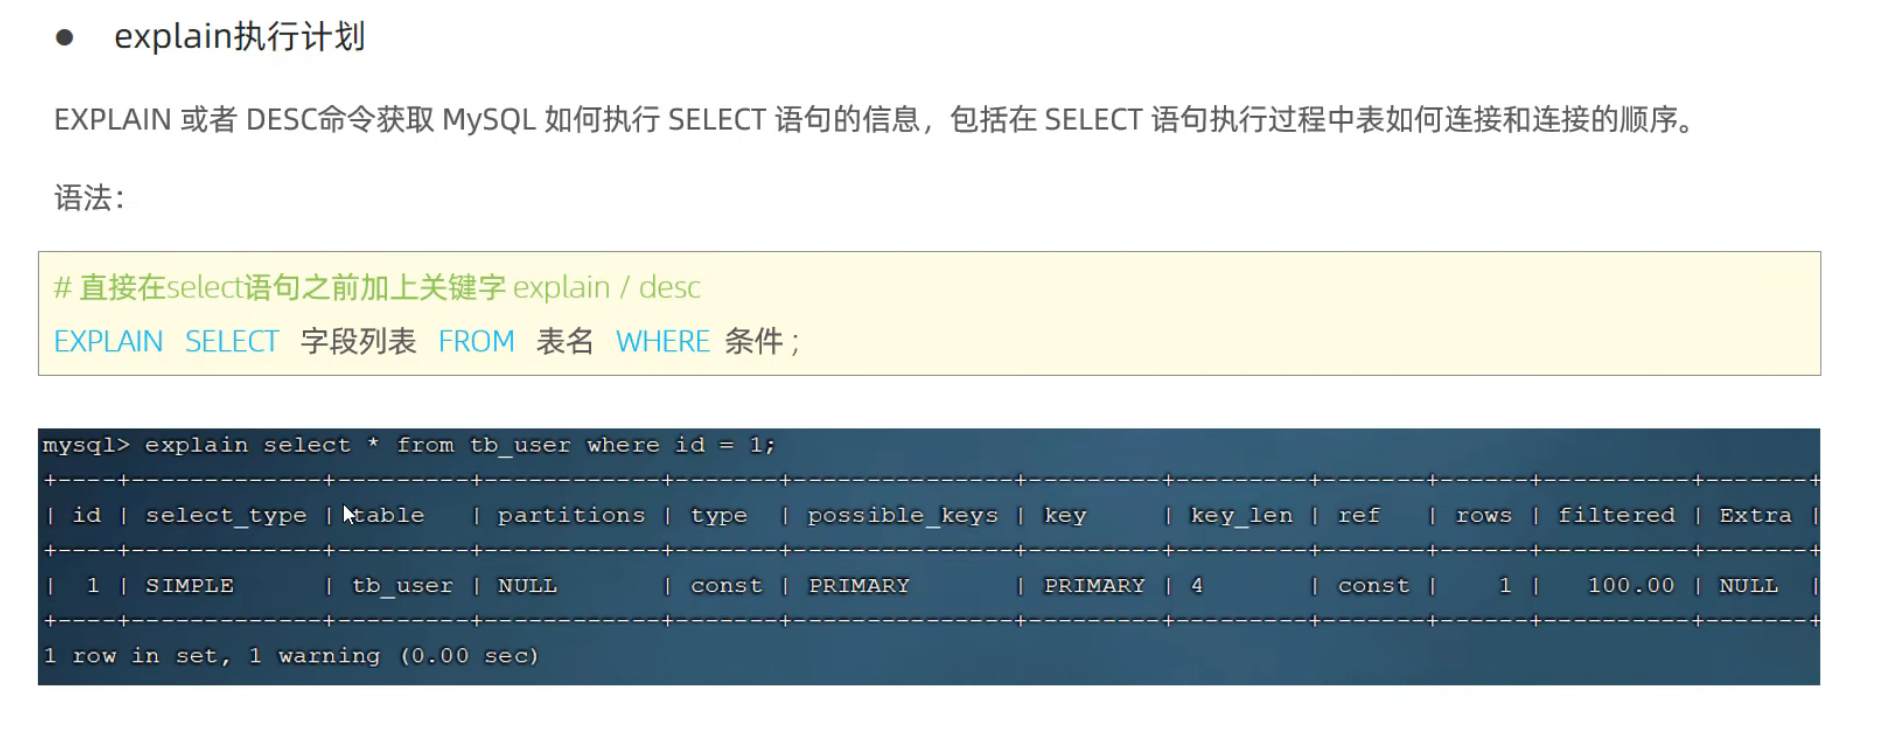 ● explain执行计划
EXPLAIN 或者 DESC命令获取 MySQL 如何执行 SELECT 语句的信息，包括在 SELECT 语句执行过程中表如何连接和连接的顺序。
语法：
# 直接在select语句之前加上关键字 explain / desc
EXPLAIN SELECT 字段列表 FROM 表名 WHERE 条件 ;
mysql> explain select * from tb_user where id = 1;
+----+-------------+---------+------------+-------+---------------+---------+---------+-------+------+----------+-------+
| id | select_type | table   | partitions | type  | possible_keys | key     | key_len | ref   | rows | filtered | Extra |
+----+-------------+---------+------------+-------+---------------+---------+---------+-------+------+----------+-------+
|  1 | SIMPLE      | tb_user | NULL       | const | PRIMARY       | PRIMARY | 4       | const |    1 |   100.00 | NULL  |
+----+-------------+---------+------------+-------+---------------+---------+---------+-------+------+----------+-------+
1 row in set, 1 warning (0.00 sec)